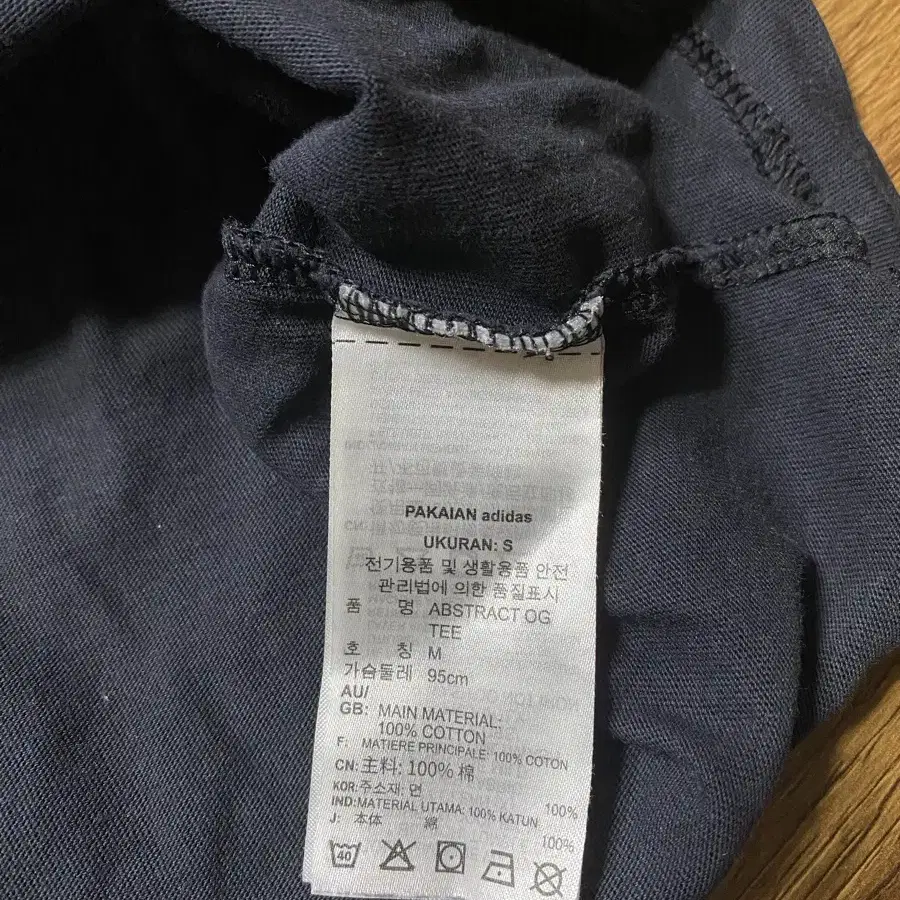 PAKAIAN adidas
UKURAN: S
전기용품 및 생활용품 안전
관리법에 의한 품질표시
품 명 ABSTRACT OG
TEE
호 칭 M
가슴둘레 95cm
AU/
GB: MAIN MATERIAL:
100% COTTON
F: MATIERE PRINCIPALE: 100% COTON
CN: 主料: 100% 棉
KOR: 주소재: 면 100%
IND: MATERIAL UTAMA: 100% KATUN
J: 本体 綿 100%
40